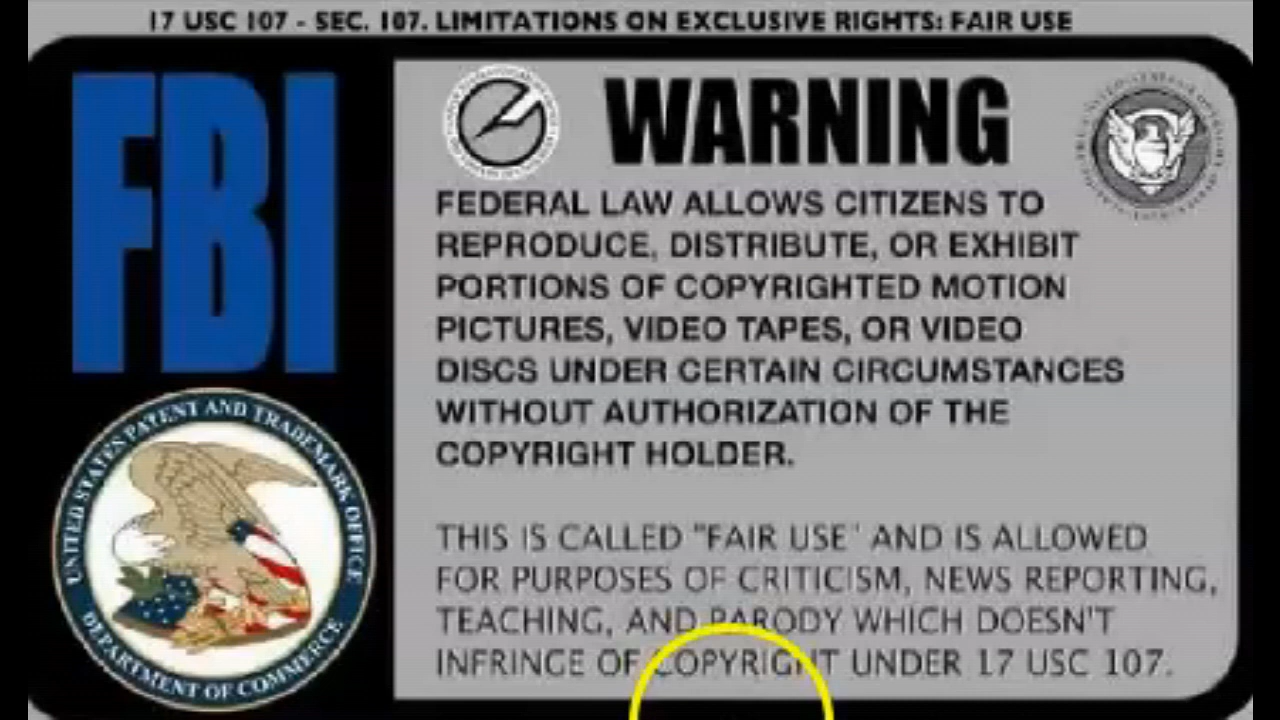 17 USC 107 - SEC. 107. LIMITATIONS ON EXCLUSIVE RIGHTS: FAIR USE
FBI
WARNING
FEDERAL LAW ALLOWS CITIZENS TO
REPRODUCE, DISTRIBUTE, OR EXHIBIT
PORTIONS OF COPYRIGHTED MOTION
PICTURES, VIDEO TAPES, OR VIDEO
DISCS UNDER CERTAIN CIRCUMSTANCES
WITHOUT AUTHORIZATION OF THE
COPYRIGHT HOLDER.
THIS IS CALLED "FAIR USE" AND IS ALLOWED
FOR PURPOSES OF CRITICISM, NEWS REPORTING,
TEACHING, AND PARODY WHICH DOESN'T
INFRINGE OF COPYRIGHT UNDER 17 USC 107.
UNITED STATES PATENT AND TRADEMARK OFFICE
DEPARTMENT OF COMMERCE